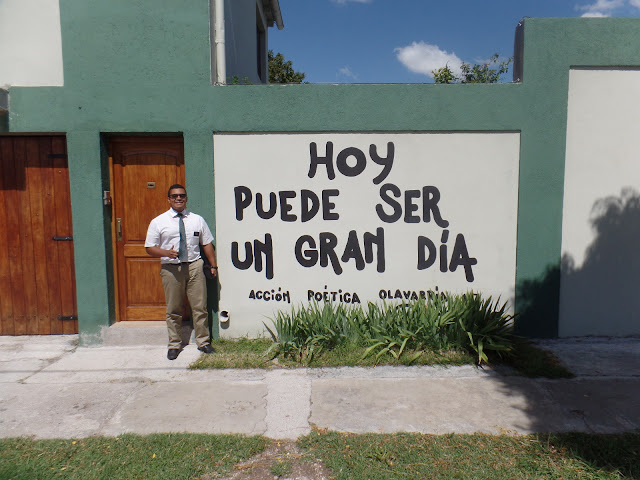 HOY
PUEDE SER
UN GRAN DÍA
ACCIÓN POÉTICA OLAVARRÍA